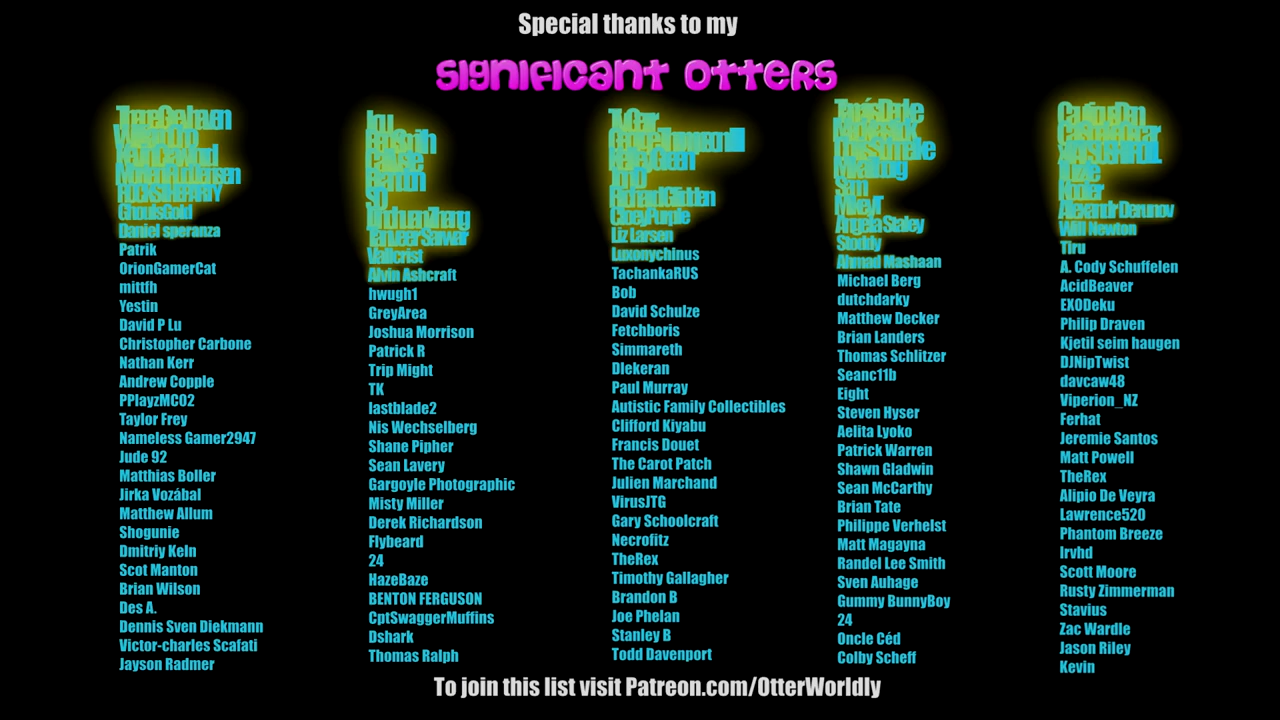 Special thanks to my
SIGNIFICANT OTTERS
GhoulsGold
Daniel speranza
Patrik
OrionGamerCat
mittfh
Yestin
David P Lu
Christopher Carbone
Nathan Kerr
Andrew Copple
PPlayzMCO2
Taylor Frey
Nameless Gamer2947
Jude 92
Matthias Boller
Jirka Vozábal
Matthew Allum
Shogunie
Dmitriy Keln
Scot Manton
Brian Wilson
Des A.
Dennis Sven Diekmann
Victor-charles Scafati
Jayson Radmer
Tanveer Sarwar
Vallcrist
Alvin Ashcraft
hwugh1
GreyArea
Joshua Morrison
Patrick R
Trip Might
TK
lastblade2
Nis Wechselberg
Shane Pipher
Sean Lavery
Gargoyle Photographic
Misty Miller
Derek Richardson
Flybeard
24
HazeBaze
BENTON FERGUSON
CptSwaggerMuffins
Dshark
Thomas Ralph
Liz Larsen
Luxonychinus
TachankaRUS
Bob
David Schulze
Fetchboris
Simmareth
Dlekeran
Paul Murray
Autistic Family Collectibles
Clifford Kiyabu
Francis Douet
The Carot Patch
Julien Marchand
VirusJTG
Gary Schoolcraft
Necrofitz
TheRex
Timothy Gallagher
Brandon B
Joe Phelan
Stanley B
Todd Davenport
Sam
Angela Staley
Stoddy
Ahmad Mashaan
Michael Berg
dutchdarky
Matthew Decker
Brian Landers
Thomas Schlitzer
Seanc11b
Eight
Steven Hyser
Aelita Lyoko
Patrick Warren
Shawn Gladwin
Sean McCarthy
Brian Tate
Philippe Verhelst
Matt Magayna
Randel Lee Smith
Sven Auhage
Gummy BunnyBoy
24
Oncle Céd
Colby Scheff
Will Newton
Tiru
A. Cody Schuffelen
AcidBeaver
EXODeku
Philip Draven
Kjetil seim haugen
DJNipTwist
davcaw48
Viperion_NZ
Ferhat
Jeremie Santos
Matt Powell
TheRex
Alipio De Veyra
Lawrence520
Phantom Breeze
Irvhd
Scott Moore
Rusty Zimmerman
Stavius
Zac Wardle
Jason Riley
Kevin
To join this list visit Patreon.com/OtterWorldly